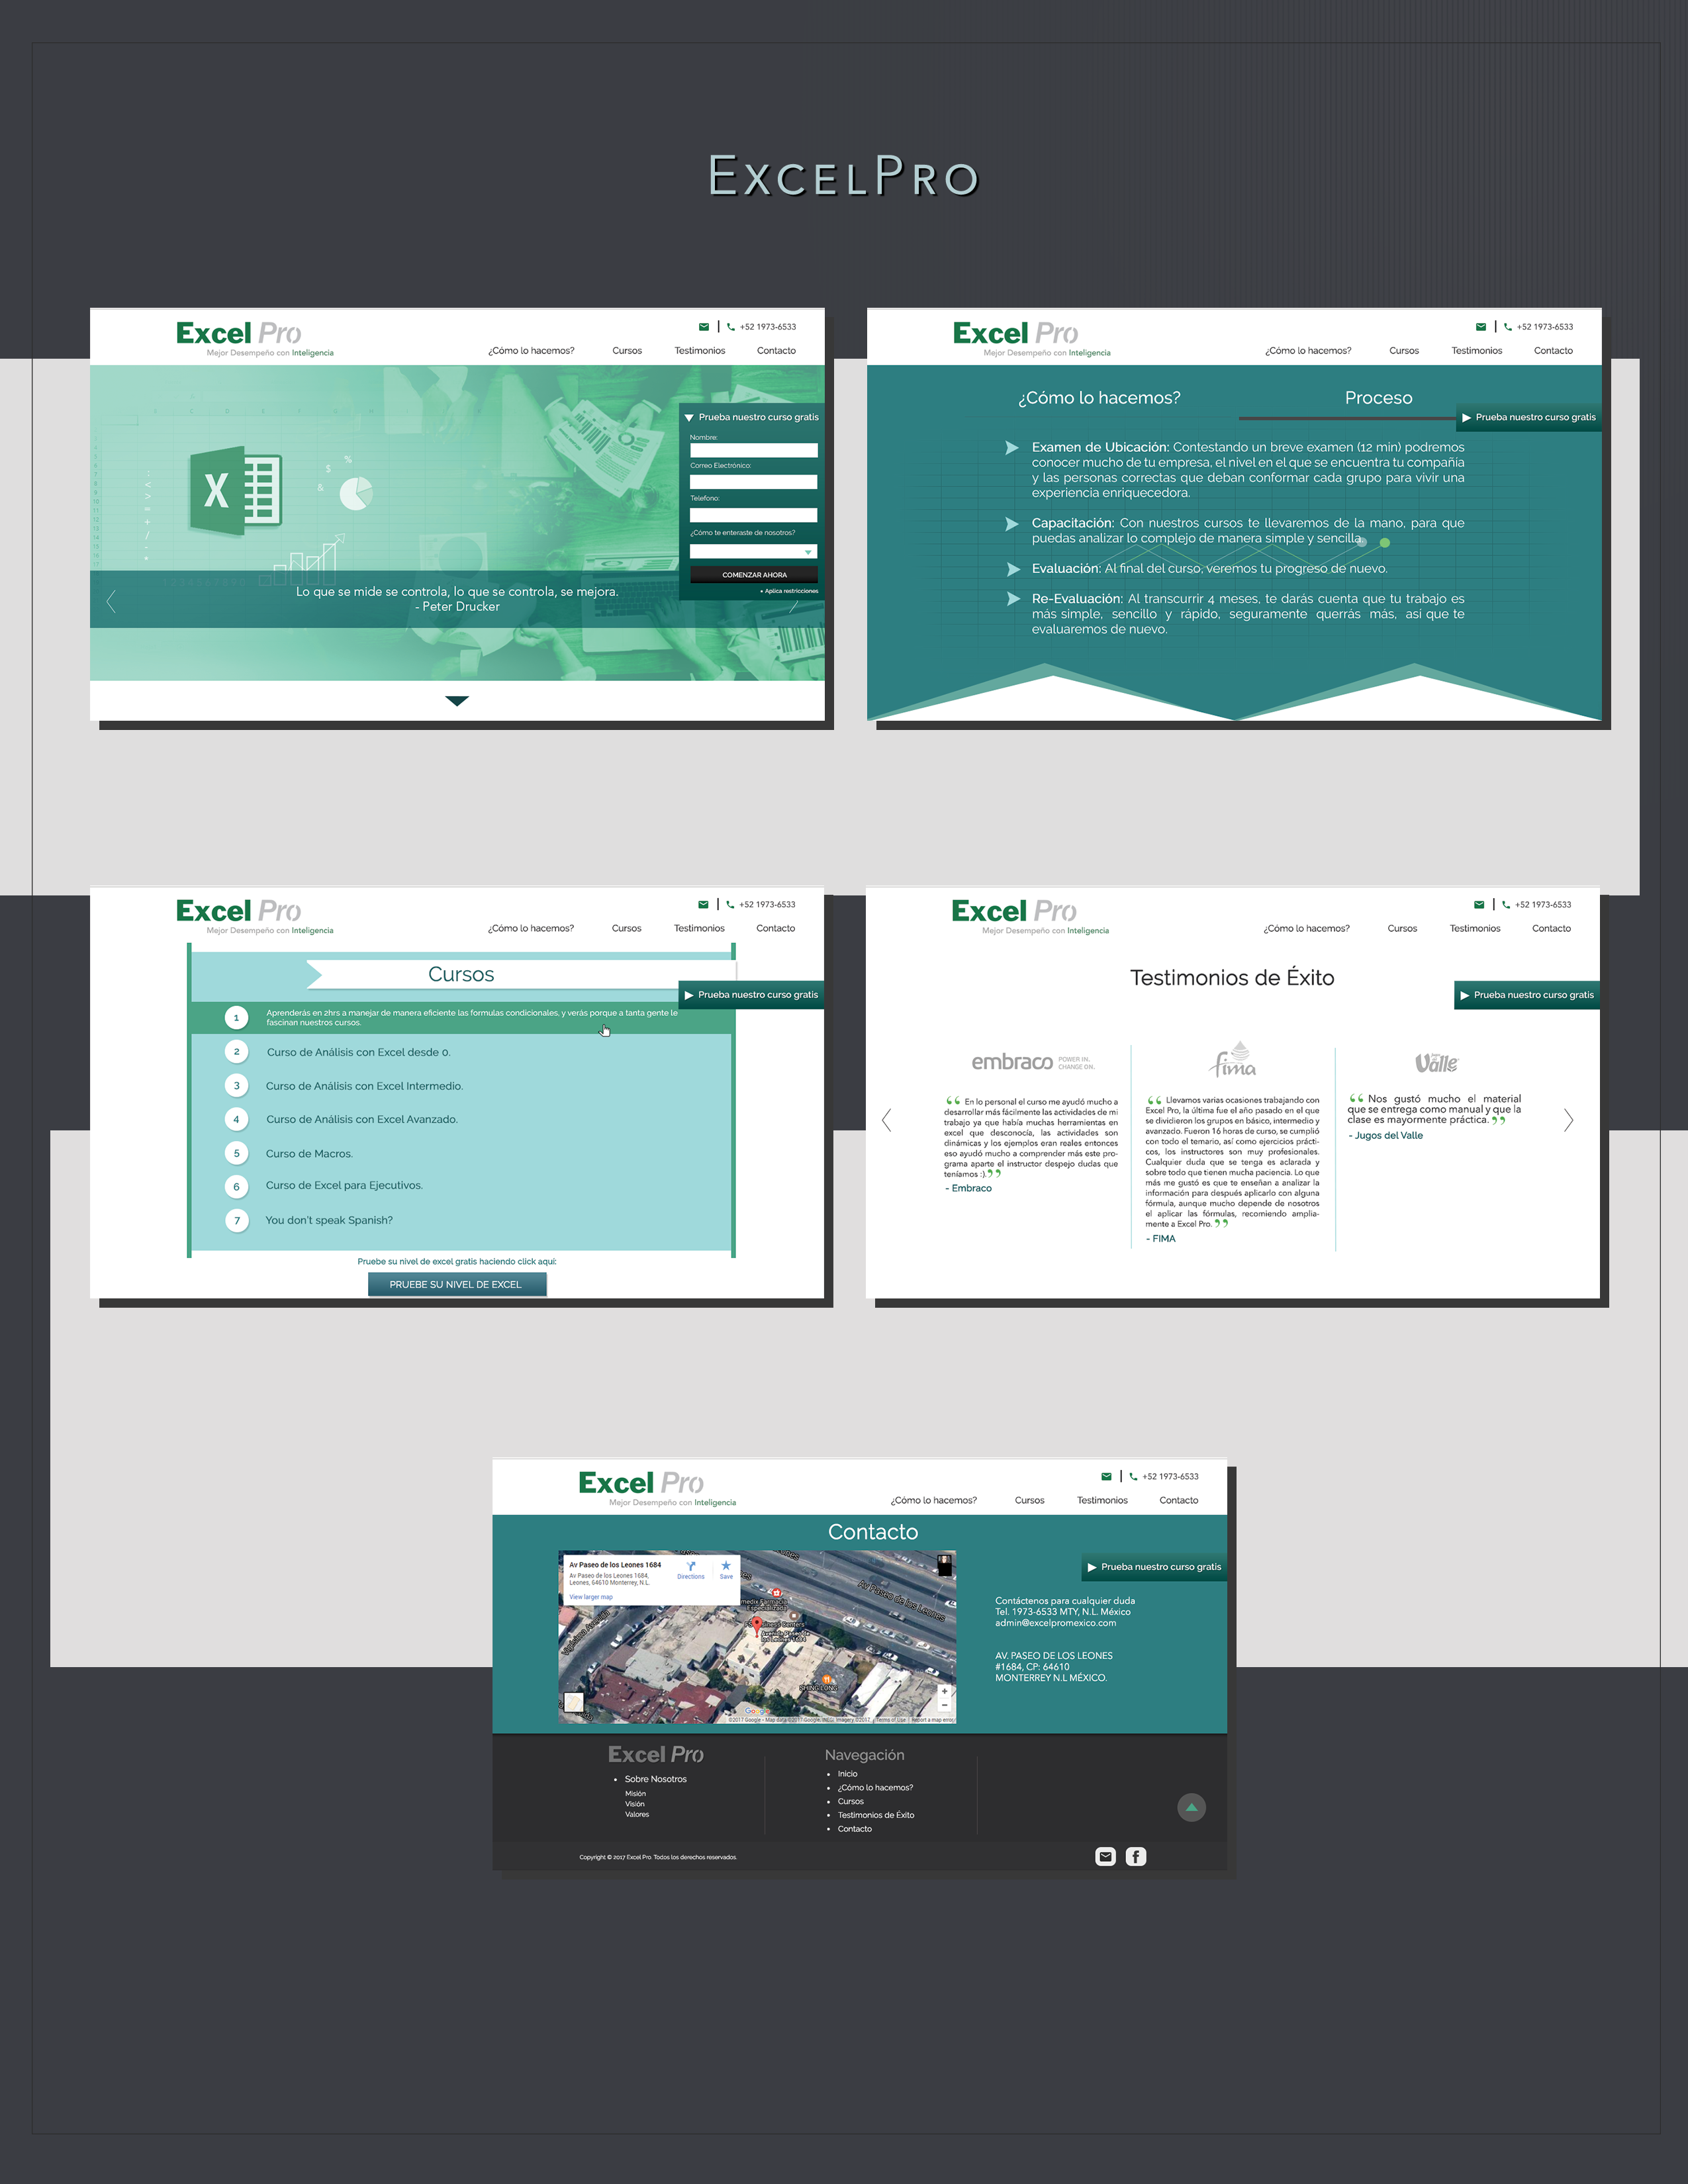 EXCELPRO
Excel Pro
Mejor Desempeño con Inteligencia
+52 1973-6533
¿Cómo lo hacemos? Cursos Testimonios Contacto
Prueba nuestro curso gratis
Nombre:
Correo Electrónico:
Telefono:
¿Cómo te enteraste de nosotros?
COMENZAR AHORA
• Aplica restricciones
X
$ % &
Lo que se mide se controla, lo que se controla, se mejora.
- Peter Drucker
Excel Pro
Mejor Desempeño con Inteligencia
+52 1973-6533
¿Cómo lo hacemos? Cursos Testimonios Contacto
¿Cómo lo hacemos? Proceso
Prueba nuestro curso gratis
Examen de Ubicación: Contestando un breve examen (12 min) podremos
conocer mucho de tu empresa, el nivel en el que se encuentra tu compañía
y las personas correctas que deban conformar cada grupo para vivir una
experiencia enriquecedora.
Capacitación: Con nuestros cursos te llevaremos de la mano, para que
puedas analizar lo complejo de manera simple y sencilla.
Evaluación: Al final del curso, veremos tu progreso de nuevo.
Re-Evaluación: Al transcurrir 4 meses, te darás cuenta que tu trabajo es
más simple, sencillo y rápido, seguramente querrás más, asi que te
evaluaremos de nuevo.
Excel Pro
Mejor Desempeño con Inteligencia
+52 1973-6533
¿Cómo lo hacemos? Cursos Testimonios Contacto
Cursos
Prueba nuestro curso gratis
1 Aprenderás en 2hrs a manejar de manera eficiente las formulas condicionales, y verás porque a tanta gente le
fascinan nuestros cursos.
2 Curso de Análisis con Excel desde 0.
3 Curso de Análisis con Excel Intermedio.
4 Curso de Análisis con Excel Avanzado.
5 Curso de Macros.
6 Curso de Excel para Ejecutivos.
7 You don't speak Spanish?
Pruebe su nivel de excel gratis haciendo click aquí:
PRUEBE SU NIVEL DE EXCEL
Excel Pro
Mejor Desempeño con Inteligencia
+52 1973-6533
¿Cómo lo hacemos? Cursos Testimonios Contacto
Testimonios de Éxito
Prueba nuestro curso gratis
embraco POWER IN.
CHANGE ON.
“ En lo personal el curso me ayudó mucho a
desarrollar más fácilmente las actividades de mi
trabajo ya que había muchas herramientas en
excel que desconocía, las actividades son
dinámicas y los ejemplos eran reales entonces
eso ayudó mucho a comprender más este pro-
grama aparte el instructor despejo dudas que
teníamos :).”
- Embraco
fima
“ Llevamos varias ocasiones trabajando con
Excel Pro, la última fue el año pasado en el que
se dividieron los grupos en básico, intermedio y
avanzado. Fueron 16 horas de curso, se cumplió
con todo el temario, así como ejercicios prácti-
cos, los instructores son muy profesionales.
Cualquier duda que se tenga es aclarada y
sobre todo que tienen mucha paciencia. Lo que
más me gustó es que te enseñan a analizar la
información para después aplicarlo con alguna
fórmula, aunque mucho depende de nosotros
el aplicar las fórmulas, recomiendo amplia-
mente a Excel Pro. ”
- FIMA
Valle
“ Nos gustó mucho el material
que se entrega como manual y que la
clase es mayormente práctica. ”
- Jugos del Valle
Excel Pro
Mejor Desempeño con Inteligencia
+52 1973-6533
¿Cómo lo hacemos? Cursos Testimonios Contacto
Contacto
Prueba nuestro curso gratis
Av Paseo de los Leones 1684
Av Paseo de los Leones 1684,
Leones, 64610 Monterrey, N.L.
Directions Save
View larger map
Av Paseo de los Leones
SHING LONG
Google
Terms of Use Report a map error
Contáctenos para cualquier duda
Tel. 1973-6533 MTY, N.L. México
admin@excelpromexico.com
AV. PASEO DE LOS LEONES
#1684, CP: 64610
MONTERREY N.L MÉXICO.
Excel Pro
• Sobre Nosotros
Misión
Visión
Valores
Navegación
• Inicio
• ¿Cómo lo hacemos?
• Cursos
• Testimonios de Éxito
• Contacto
Copyright © 2017 Excel Pro. Todos los derechos reservados.